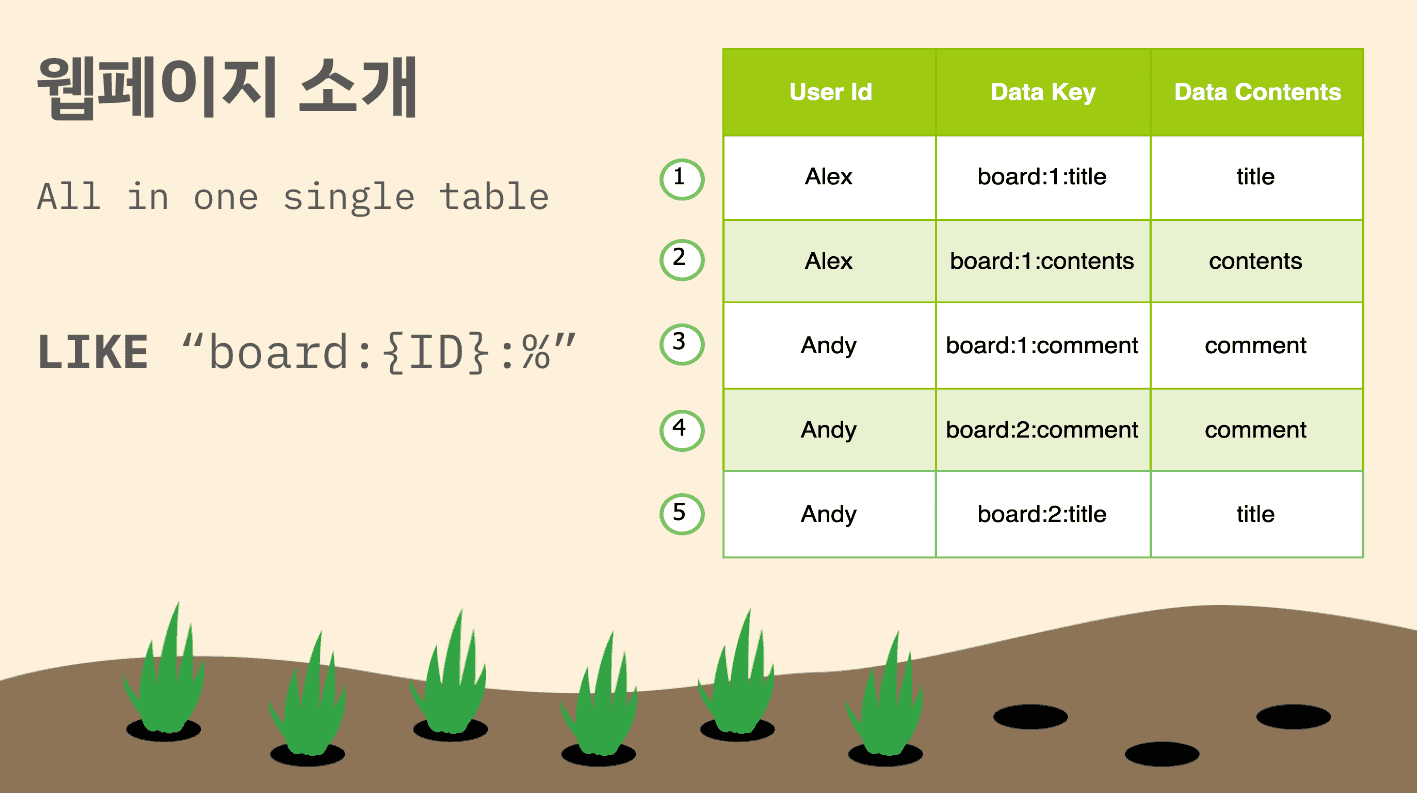 웹페이지 소개
All in one single table
LIKE “board:{ID}:%”
User Id Data Key Data Contents
1 Alex board:1:title title
2 Alex board:1:contents contents
3 Andy board:1:comment comment
4 Andy board:2:comment comment
5 Andy board:2:title title